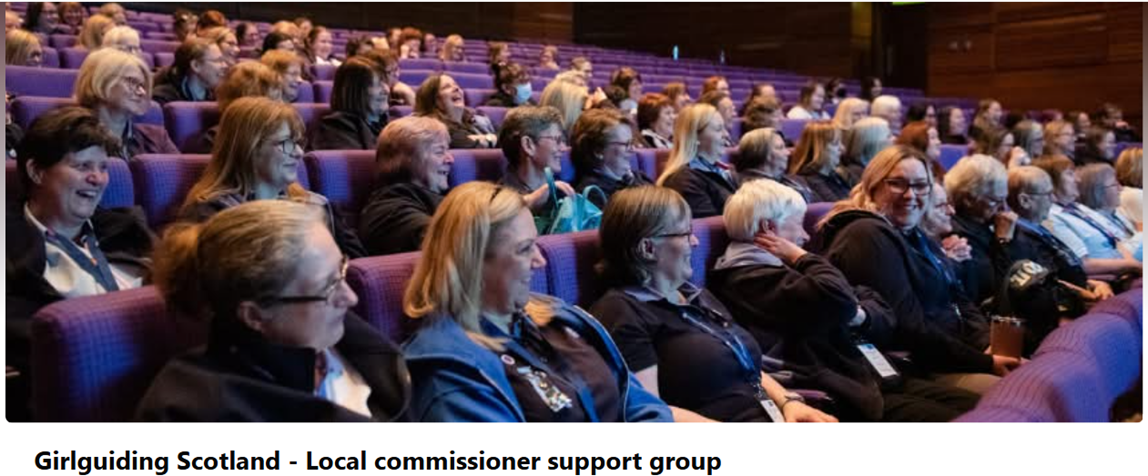 Girlguiding Scotland - Local commissioner support group